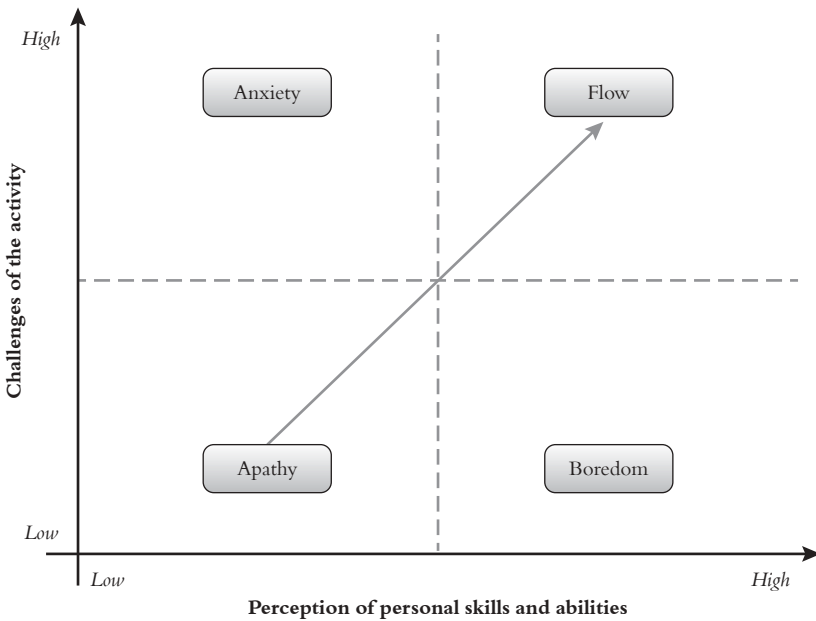 High
Anxiety
Flow
Challenges of the activity
Apathy
Boredom
Low
Low
High
Perception of personal skills and abilities